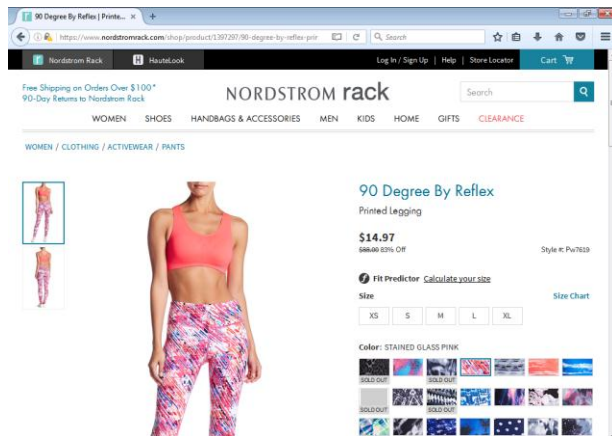 90 Degree By Reflex | Printe...
https://www.nordstromrack.com/shop/product/1397297/90-degree-by-reflex-prir
Search
Nordstrom Rack
HauteLook
Log In / Sign Up | Help | Store Locator
Cart
Free Shipping on Orders Over $100*
90-Day Returns to Nordstrom Rack
NORDSTROM rack
Search
WOMEN SHOES HANDBAGS & ACCESSORIES MEN KIDS HOME GIFTS CLEARANCE
WOMEN / CLOTHING / ACTIVEWEAR / PANTS
90 Degree By Reflex
Printed Legging
$14.97
$88.00 83% Off
Style #: Pw7619
Fit Predictor Calculate your size
Size
Size Chart
XS S M L XL
Color: STAINED GLASS PINK
SOLD OUT
SOLD OUT
SOLD OUT
SOLD OUT